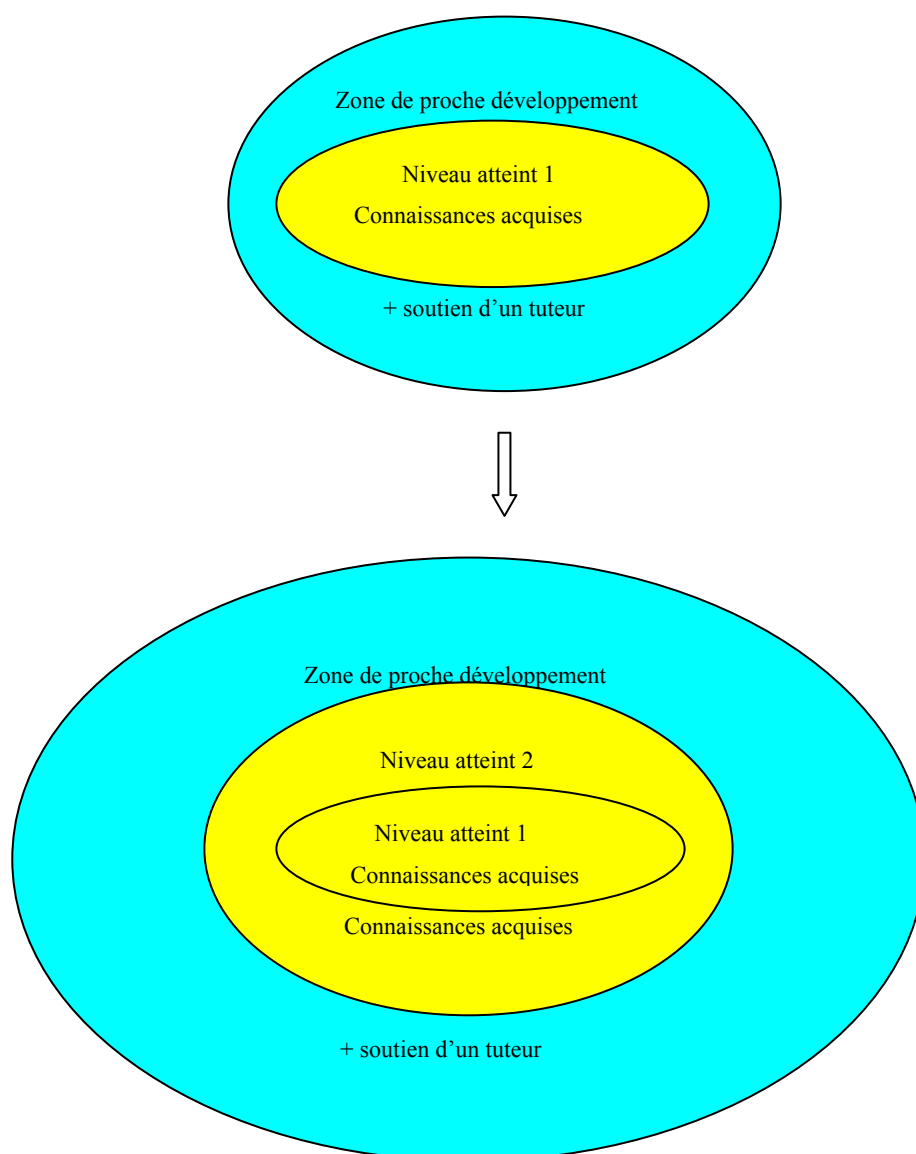 Zone de proche développement
Niveau atteint 1
Connaissances acquises
+ soutien d’un tuteur
Zone de proche développement
Niveau atteint 2
Niveau atteint 1
Connaissances acquises
Connaissances acquises
+ soutien d’un tuteur